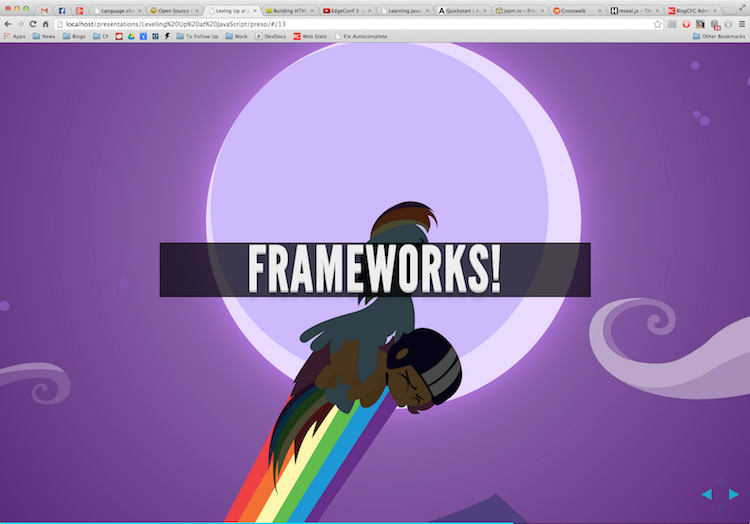 Language cha
Open Source
Leving Up at J
Building HTM
EdgeConf 3: L
Learning Java
Quickstart | A
jspm.io - Fric
Crosswalk
reveal.js - Th
BlogCFC Adm
localhost/presentations/Leveling%20Up%20at%20JavaScript/preso/#/13
Apps News Blogs CF To Follow Up Work DevDocs Web Stats Fix Autocomplete Other Bookmarks
FRAMEWORKS!